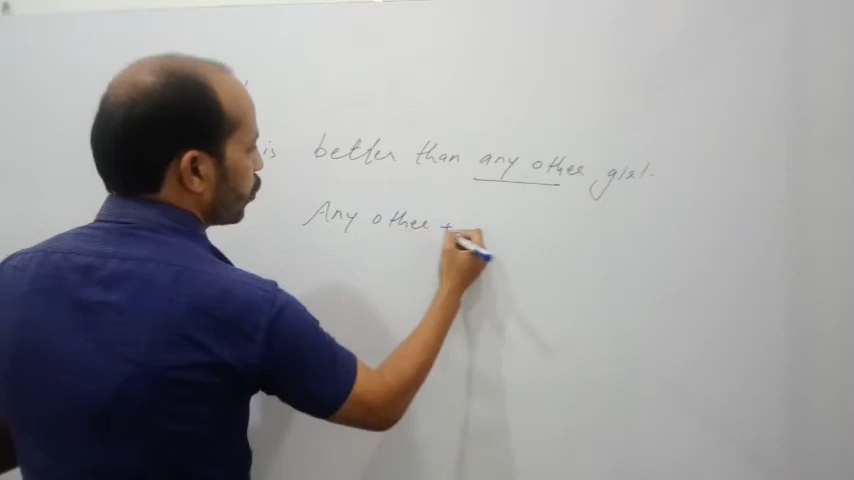 is better than any other girl.
Any other +